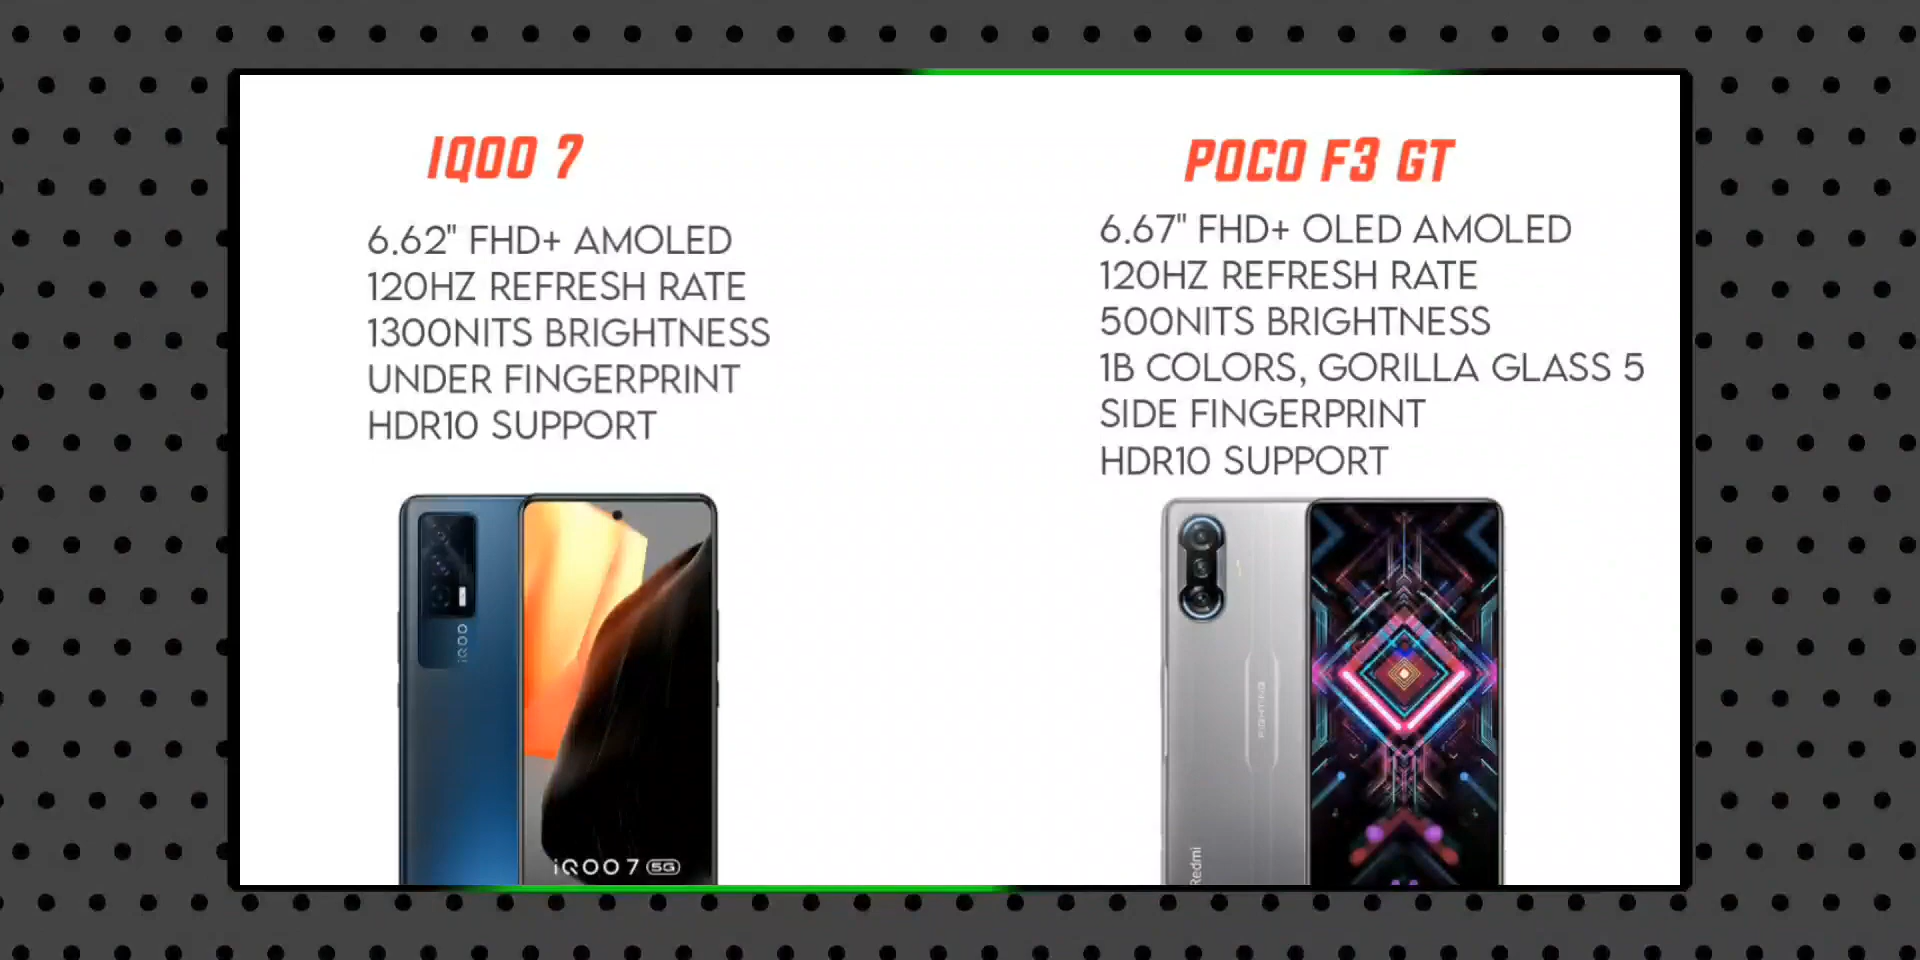 IQOO 7
6.62" FHD+ AMOLED
120HZ REFRESH RATE
1300NITS BRIGHTNESS
UNDER FINGERPRINT
HDR10 SUPPORT
iQOO
iQOO 7 5G
POCO F3 GT
6.67" FHD+ OLED AMOLED
120HZ REFRESH RATE
500NITS BRIGHTNESS
1B COLORS, GORILLA GLASS 5
SIDE FINGERPRINT
HDR10 SUPPORT
FIGHTING
Redmi